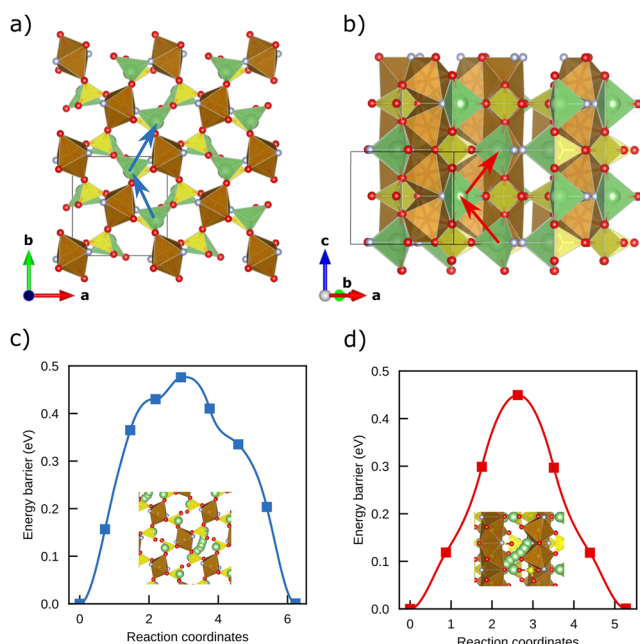 a)
b)
b
a
c
b
a
c)
d)
0.5
0.4
0.3
0.2
0.1
0.0
Energy barrier (eV)
0
2
4
6
Reaction coordinates
0.5
0.4
0.3
0.2
0.1
0.0
Energy barrier (eV)
0
1
2
3
4
5
Reaction coordinates